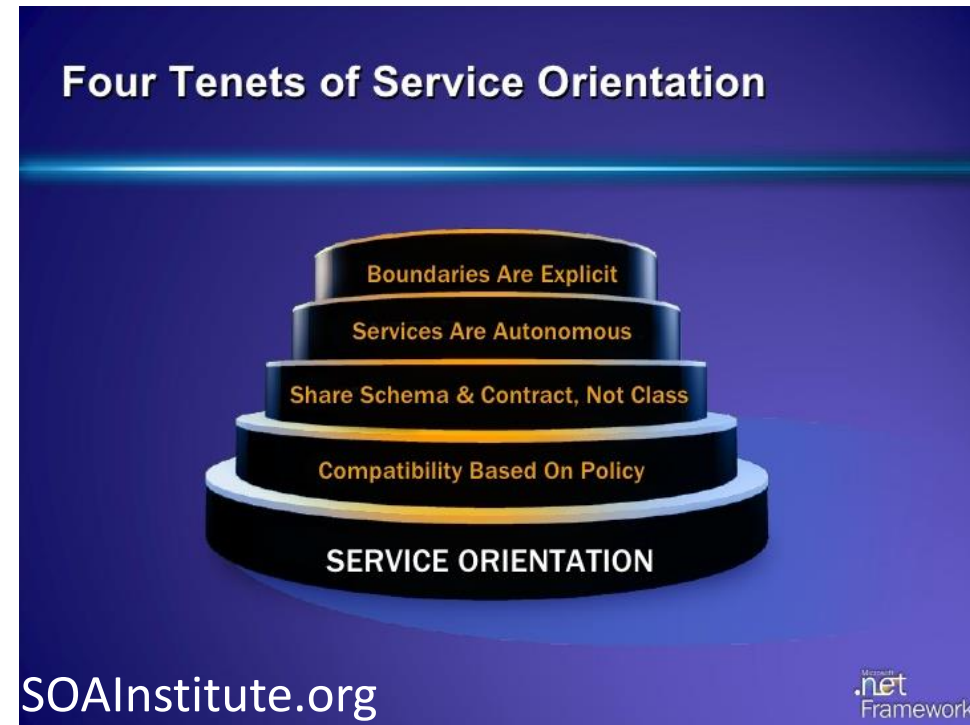 Four Tenets of Service Orientation
Boundaries Are Explicit
Services Are Autonomous
Share Schema & Contract, Not Class
Compatibility Based On Policy
SERVICE ORIENTATION
SOAInstitute.org
Microsoft
.net
Framework